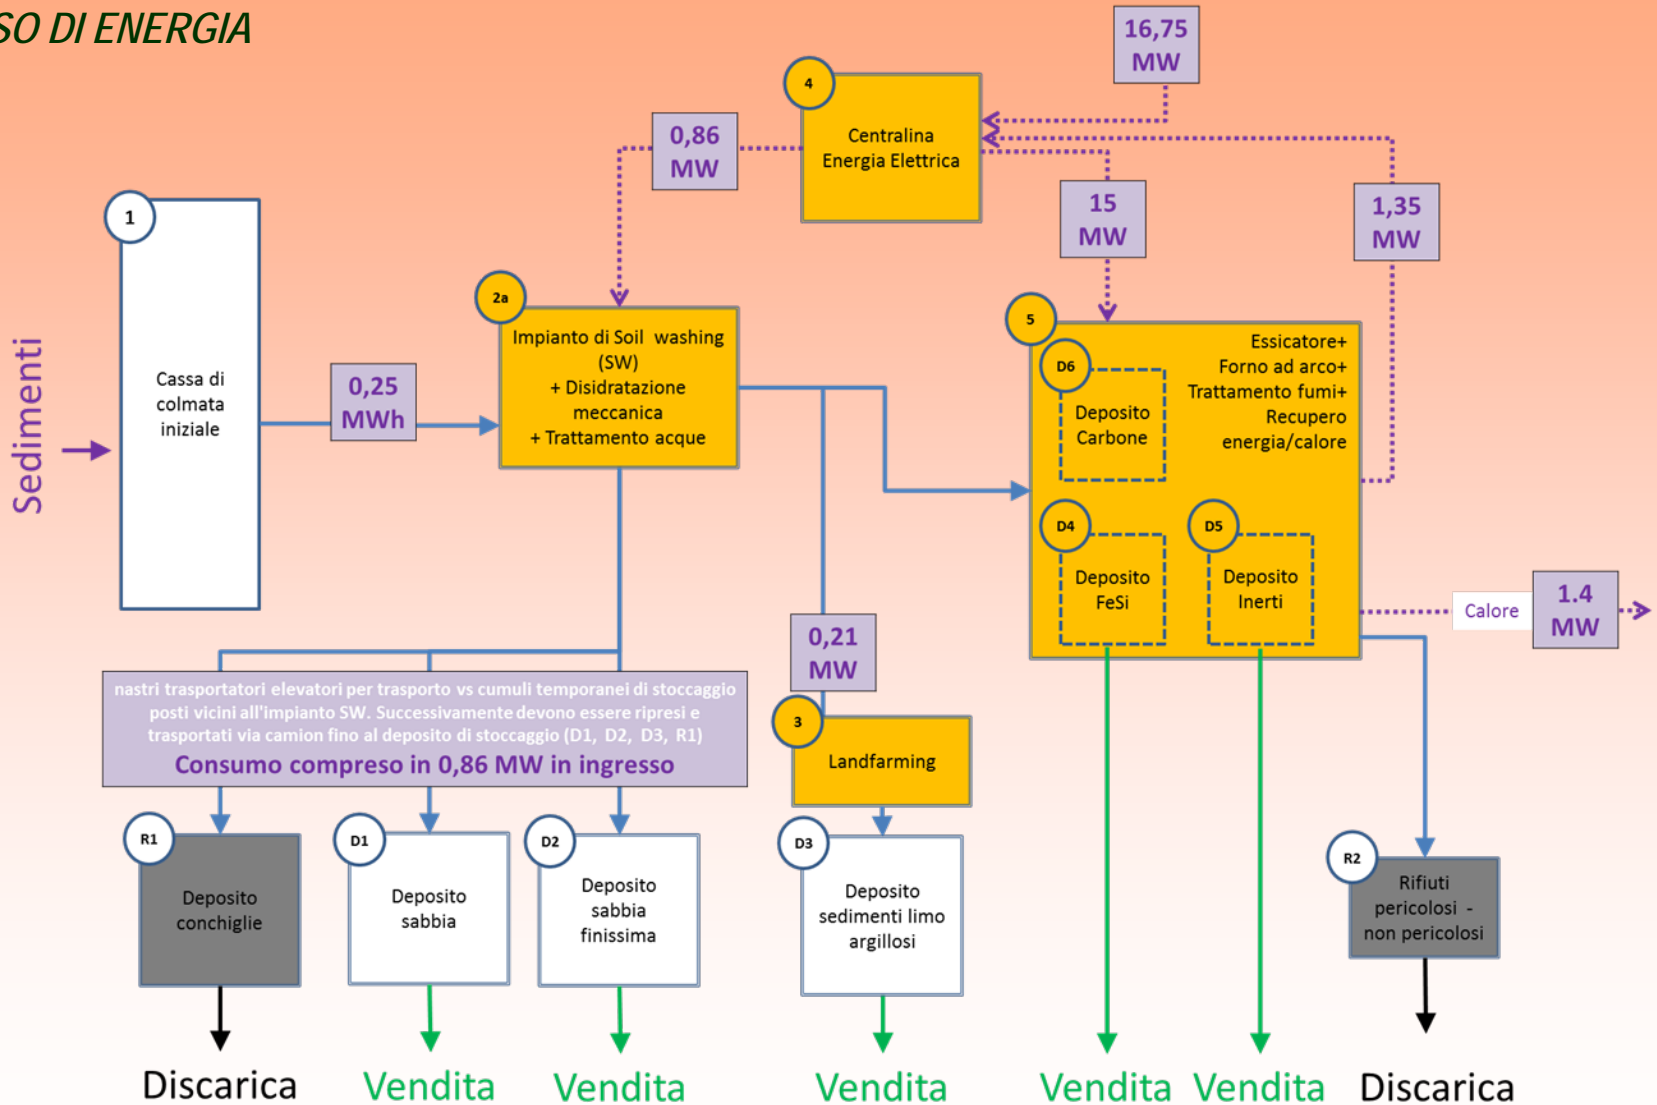 SO DI ENERGIA
16,75
MW
4
Centralina
Energia Elettrica
0,86
MW
15
MW
1,35
MW
1
Cassa di
colmata
iniziale
Sedimenti
0,25
MWh
2a
Impianto di Soil washing
(SW)
+ Disidratazione
meccanica
+ Trattamento acque
5
Essicatore+
Forno ad arco+
Trattamento fumi+
Recupero
energia/calore
D6
Deposito
Carbone
D4
Deposito
FeSi
D5
Deposito
Inerti
Calore
1.4
MW
0,21
MW
nastri trasportatori elevatori per trasporto vs cumuli temporanei di stoccaggio
posti vicini all'impianto SW. Successivamente devono essere ripresi e
trasportati via camion fino al deposito di stoccaggio (D1, D2, D3, R1)
Consumo compreso in 0,86 MW in ingresso
3
Landfarming
R1
Deposito
conchiglie
D1
Deposito
sabbia
D2
Deposito
sabbia
finissima
D3
Deposito
sedimenti limo
argillosi
R2
Rifiuti
pericolosi -
non pericolosi
Discarica
Vendita
Vendita
Vendita
Vendita
Vendita
Discarica